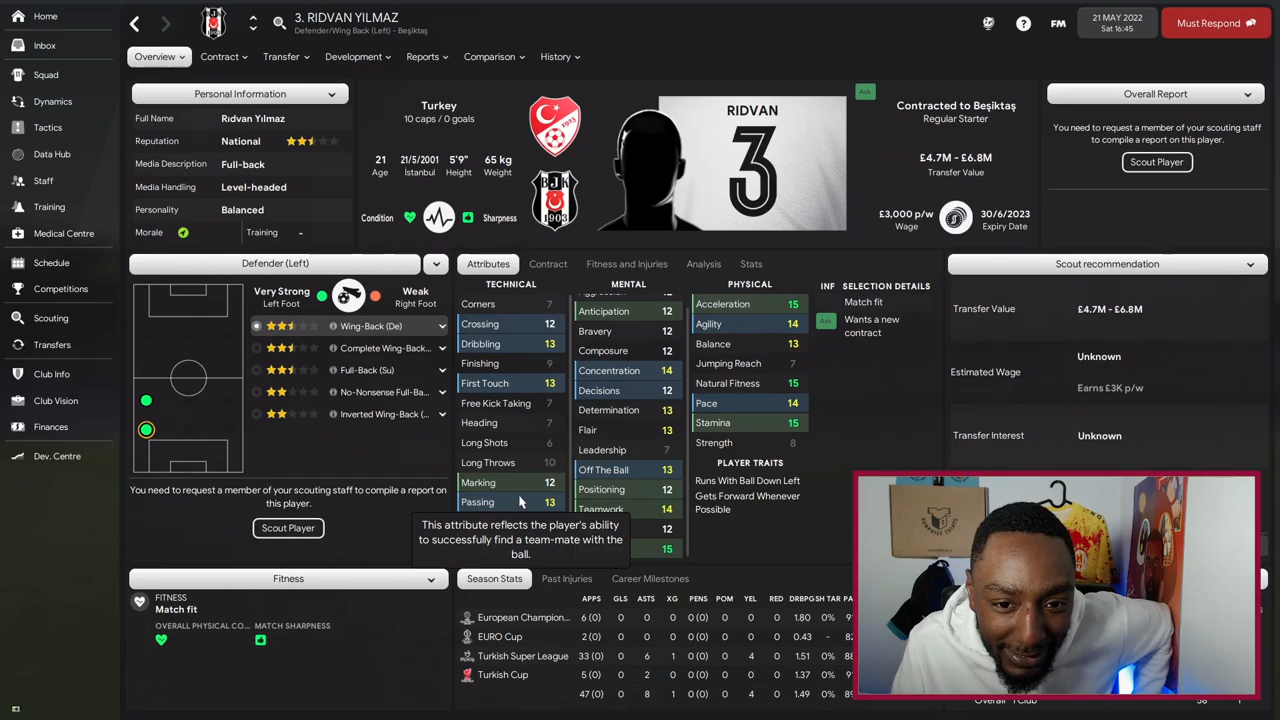 Home
Inbox
Squad
Dynamics
Tactics
Data Hub
Staff
Training
Medical Centre
Schedule
Competitions
Scouting
Transfers
Club Info
Club Vision
Finances
Dev. Centre
3. RIDVAN YILMAZ
Defender/Wing Back (Left) - Beşiktaş
FM
21 MAY 2022
Sat 16:45
Must Respond
Overview
Contract
Transfer
Development
Reports
Comparison
History
Personal Information
Full Name Rıdvan Yılmaz
Reputation National
Media Description Full-back
Media Handling Level-headed
Personality Balanced
Morale Training -
Turkey
10 caps / 0 goals
21 21/5/2001 5'9" 65 kg
Age İstanbul Height Weight
Condition Sharpness
1923
BJK
1903
RIDVAN
3
Ask
Contracted to Beşiktaş
Regular Starter
£4.7M - £6.8M
Transfer Value
£3,000 p/w 30/6/2023
Wage Expiry Date
Overall Report
You need to request a member of your scouting staff
to compile a report on this player.
Scout Player
Defender (Left)
Very Strong Weak
Left Foot Right Foot
Wing-Back (De)
Complete Wing-Back...
Full-Back (Su)
No-Nonsense Full-Ba...
Inverted Wing-Back (...
You need to request a member of your scouting staff to compile a report on
this player.
Scout Player
Attributes
Contract
Fitness and Injuries
Analysis
Stats
TECHNICAL
Corners 7
Crossing 12
Dribbling 13
Finishing 9
First Touch 13
Free Kick Taking 7
Heading 7
Long Shots 6
Long Throws 10
Marking 12
Passing 13
MENTAL
Aggression 12
Anticipation 12
Bravery 12
Composure 12
Concentration 14
Decisions 12
Determination 13
Flair 13
Leadership 7
Off The Ball 13
Positioning 12
Teamwork 14
12
15
PHYSICAL
Acceleration 15
Agility 14
Balance 13
Jumping Reach 7
Natural Fitness 15
Pace 14
Stamina 15
Strength 8
PLAYER TRAITS
Runs With Ball Down Left
Gets Forward Whenever
Possible
INF SELECTION DETAILS
Match fit
Ask Wants a new
contract
This attribute reflects the player's ability
to successfully find a team-mate with the
ball.
Scout recommendation
Transfer Value £4.7M - £6.8M
Unknown
Estimated Wage
Earns £3K p/w
Transfer Interest Unknown
Fitness
FITNESS
Match fit
OVERALL PHYSICAL CO... MATCH SHARPNESS
Season Stats
Past Injuries
Career Milestones
APPS GLS ASTS XG PENS POM YEL RED DRBPG SH TAR PA
European Champion... 6 (0) 0 0 0 0 (0) 0 0 0 1.80 0%
EURO Cup 2 (0) 0 0 0 0 (0) 0 0 0 0.43 -
Turkish Super League 33 (0) 0 6 1 0 (0) 0 4 0 1.51 0%
Turkish Cup 5 (0) 0 2 0 0 (0) 0 0 0 1.37 0%
47 (0) 0 8 1 0 (0) 0 4 0 1.49 0%
SURPRISE SHIRTS